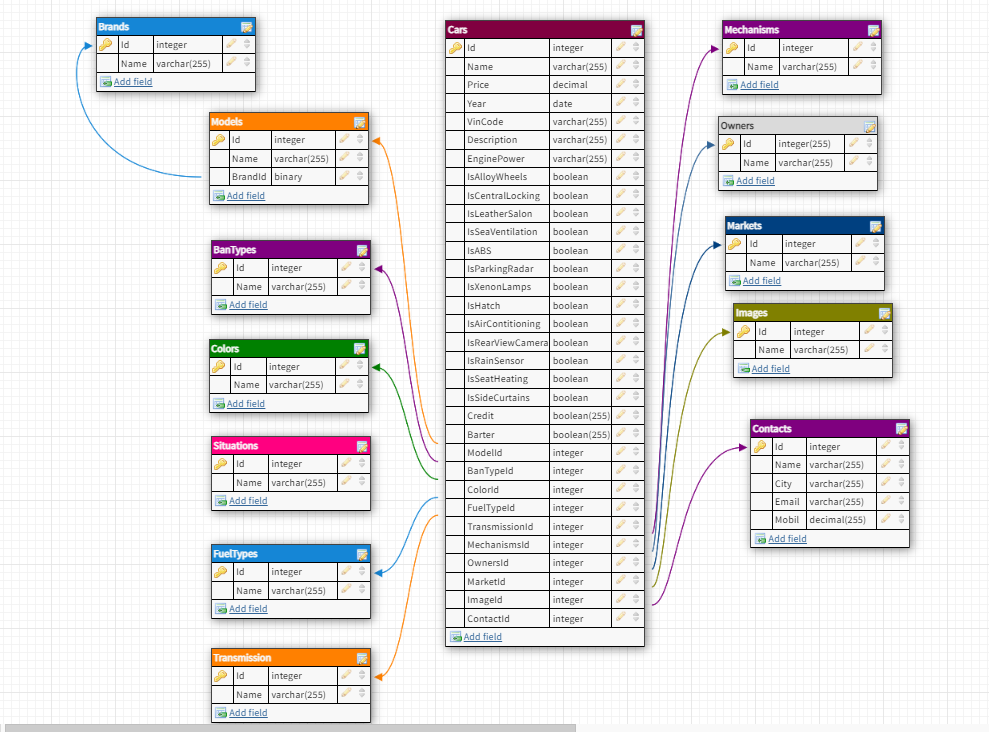 Brands
Id integer
Name varchar(255)
Add field
Models
Id integer
Name varchar(255)
BrandId binary
Add field
BanTypes
Id integer
Name varchar(255)
Add field
Colors
Id integer
Name varchar(255)
Add field
Situations
Id integer
Name varchar(255)
Add field
FuelTypes
Id integer
Name varchar(255)
Add field
Transmission
Id integer
Name varchar(255)
Add field
Cars
Id integer
Name varchar(255)
Price decimal
Year date
VinCode varchar(255)
Description varchar(255)
EnginePower varchar(255)
IsAlloyWheels boolean
IsCentralLocking boolean
IsLeatherSalon boolean
IsSeaVentilation boolean
IsABS boolean
IsParkingRadar boolean
IsXenonLamps boolean
IsHatch boolean
IsAirContitioning boolean
IsRearViewCamera boolean
IsRainSensor boolean
IsSeatHeating boolean
IsSideCurtains boolean
Credit boolean(255)
Barter boolean(255)
ModelId integer
BanTypeId integer
ColorId integer
FuelTypeId integer
TransmissionId integer
MechanismsId integer
OwnersId integer
MarketId integer
ImageId integer
ContactId integer
Add field
Mechanisms
Id integer
Name varchar(255)
Add field
Owners
Id integer(255)
Name varchar(255)
Add field
Markets
Id integer
Name varchar(255)
Add field
Images
Id integer
Name varchar(255)
Add field
Contacts
Id integer
Name varchar(255)
City varchar(255)
Email varchar(255)
Mobil decimal(255)
Add field